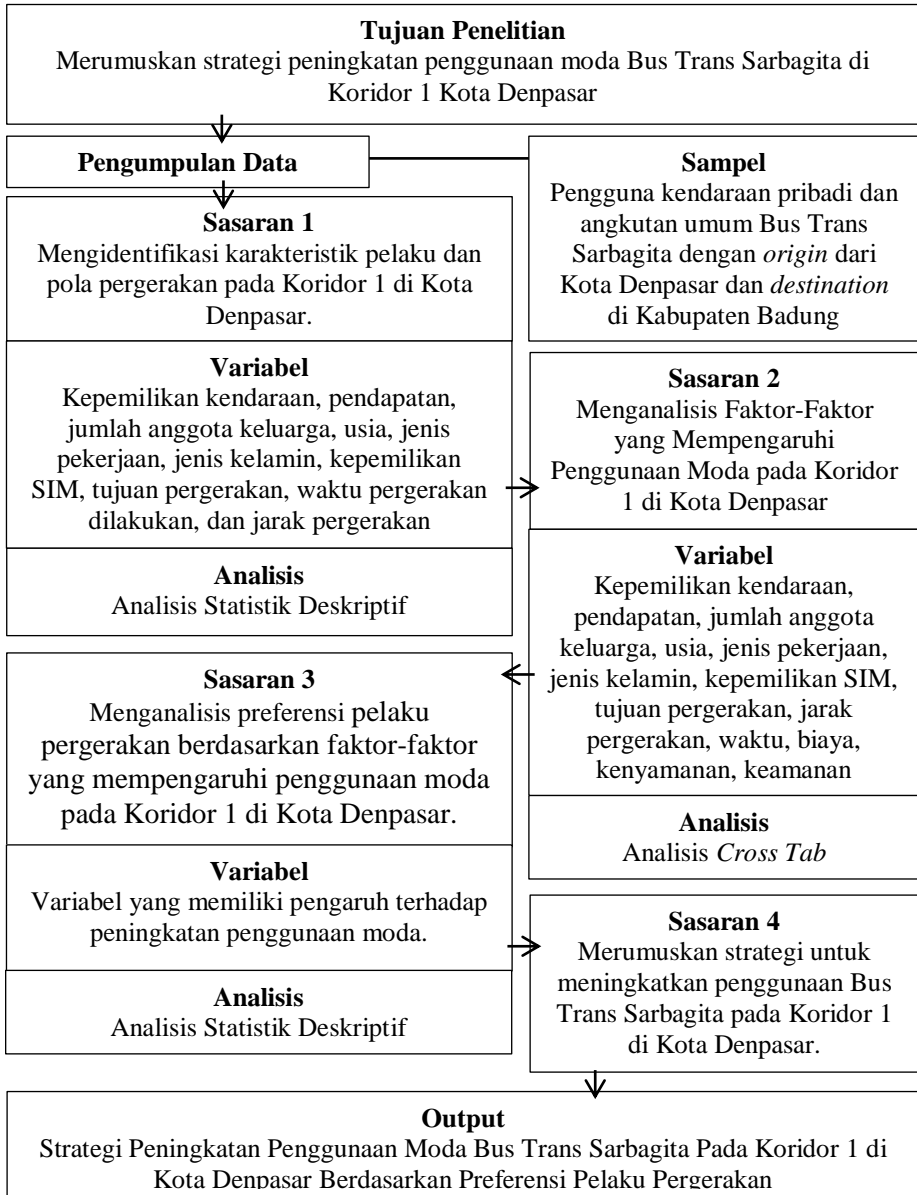 Tujuan Penelitian
Merumuskan strategi peningkatan penggunaan moda Bus Trans Sarbagita di
Koridor 1 Kota Denpasar
Pengumpulan Data
Sampel
Pengguna kendaraan pribadi dan
angkutan umum Bus Trans
Sarbagita dengan origin dari
Kota Denpasar dan destination
di Kabupaten Badung
Sasaran 1
Mengidentifikasi karakteristik pelaku dan
pola pergerakan pada Koridor 1 di Kota
Denpasar.
Variabel
Kepemilikan kendaraan, pendapatan,
jumlah anggota keluarga, usia, jenis
pekerjaan, jenis kelamin, kepemilikan
SIM, tujuan pergerakan, waktu pergerakan
dilakukan, dan jarak pergerakan
Analisis
Analisis Statistik Deskriptif
Sasaran 2
Menganalisis Faktor-Faktor
yang Mempengaruhi
Penggunaan Moda pada Koridor
1 di Kota Denpasar
Variabel
Kepemilikan kendaraan,
pendapatan, jumlah anggota
keluarga, usia, jenis pekerjaan,
jenis kelamin, kepemilikan SIM,
tujuan pergerakan, jarak
pergerakan, waktu, biaya,
kenyamanan, keamanan
Analisis
Analisis Cross Tab
Sasaran 3
Menganalisis preferensi pelaku
pergerakan berdasarkan faktor-faktor
yang mempengaruhi penggunaan moda
pada Koridor 1 di Kota Denpasar.
Variabel
Variabel yang memiliki pengaruh terhadap
peningkatan penggunaan moda.
Analisis
Analisis Statistik Deskriptif
Sasaran 4
Merumuskan strategi untuk
meningkatkan penggunaan Bus
Trans Sarbagita pada Koridor 1
di Kota Denpasar.
Output
Strategi Peningkatan Penggunaan Moda Bus Trans Sarbagita Pada Koridor 1 di
Kota Denpasar Berdasarkan Preferensi Pelaku Pergerakan